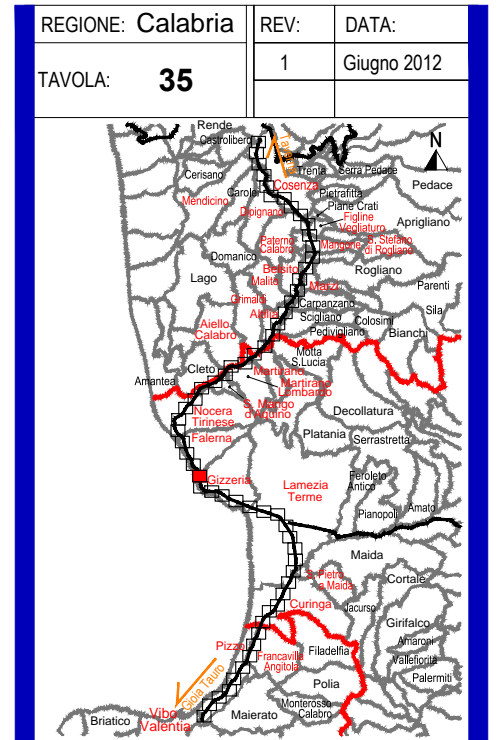 REGIONE: Calabria
REV:
DATA:
TAVOLA: 35
1
Giugno 2012
Rende
Castrolibero
Taverna
N
Trenta
Serra Pedace
Cerisano
Cosenza
Pedace
Carolei
Pietrafitta
Mendicino
Dipignano
Piane Crati
Figline
Vegliaturo
Aprigliano
Paterno
Calabro
Mangone
S. Stefano
di Rogliano
Domanico
Belsito
Rogliano
Lago
Malito
Marzi
Parenti
Grimaldi
Carpanzano
Sila
Altilia
Scigliano
Colosimi
Aiello
Calabro
Pedivigliano
Bianchi
Motta
S.Lucia
Cleto
Martirano
Amantea
Martirano
Lombardo
S. Mango
d'Aquino
Nocera
Tirinese
Decollatura
Falerna
Platania
Serrastretta
Gizzeria
Lamezia
Terme
Feroleto
Antico
Pianopoli
Amato
Maida
S. Pietro
a Maida
Cortale
Curinga
Jacurso
Girifalco
Pizzo
Francavilla
Angitola
Filadelfia
Amaroni
Vallefiorita
Gioia Tauro
Polia
Palermiti
Vibo
Valentia
Briatico
Maierato
Monterosso
Calabro